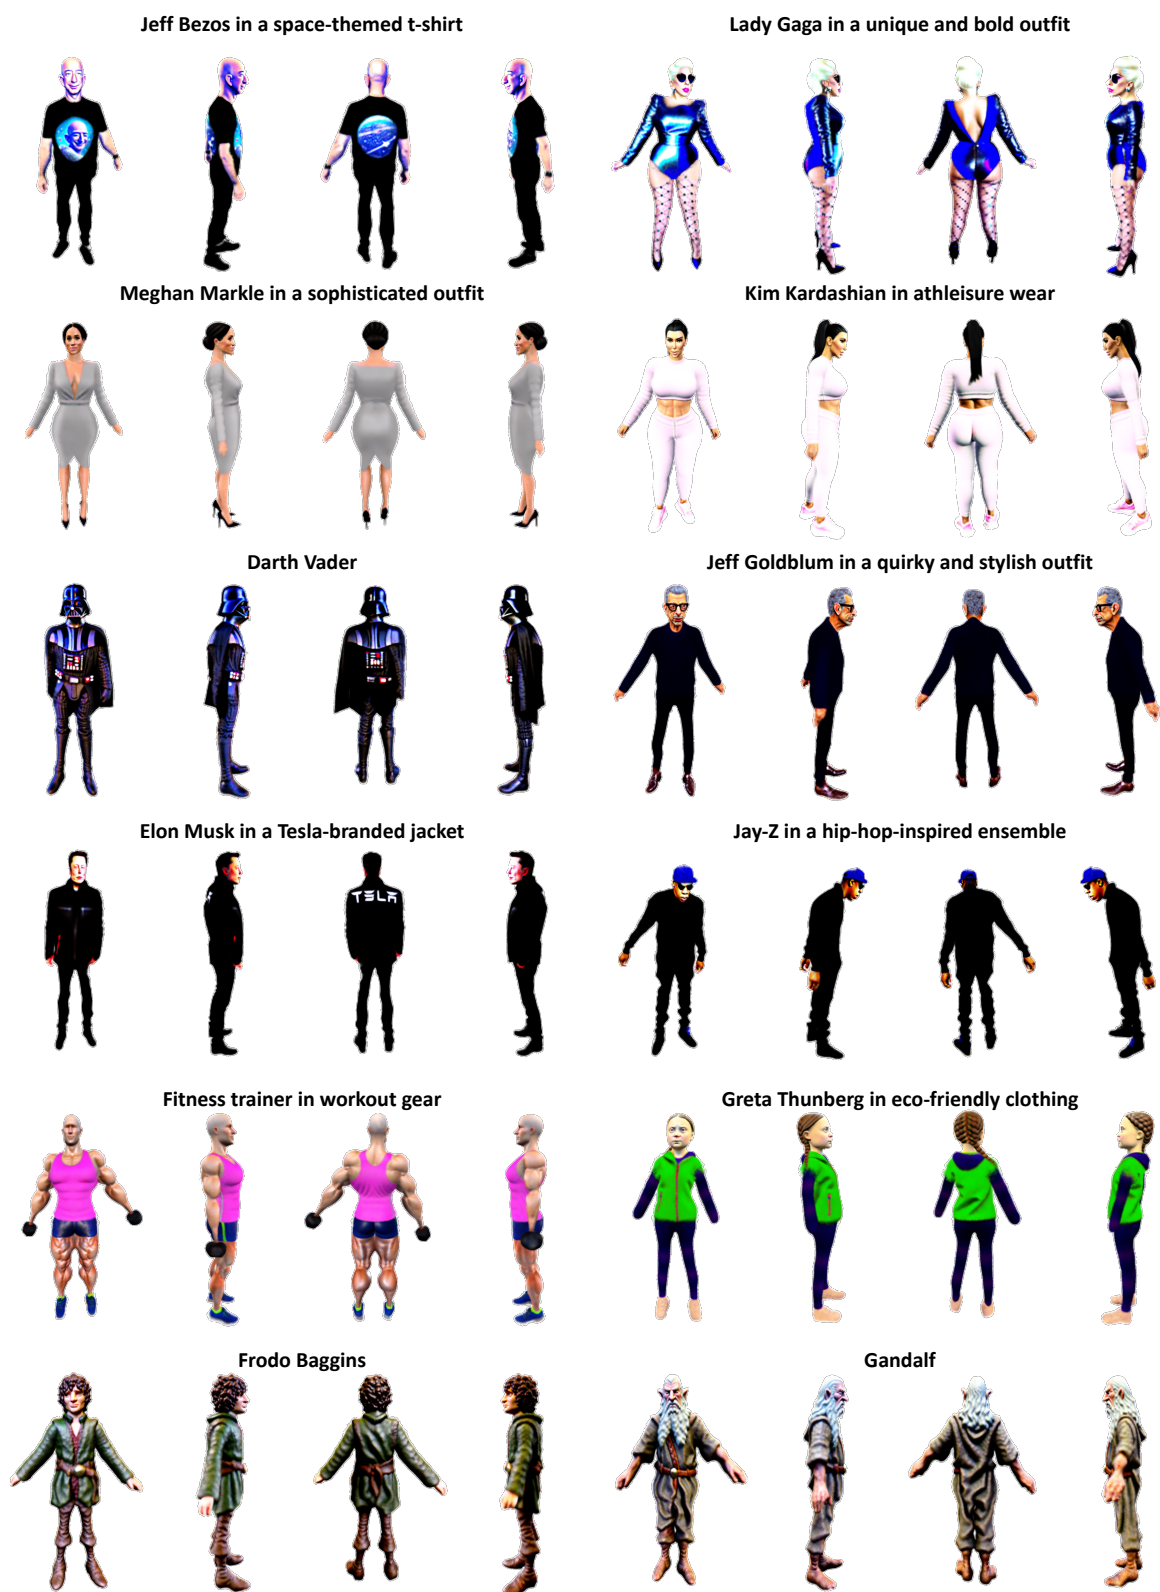 Jeff Bezos in a space-themed t-shirt
Lady Gaga in a unique and bold outfit
Meghan Markle in a sophisticated outfit
Kim Kardashian in athleisure wear
Darth Vader
Jeff Goldblum in a quirky and stylish outfit
Elon Musk in a Tesla-branded jacket
Jay-Z in a hip-hop-inspired ensemble
TSLA
Fitness trainer in workout gear
Greta Thunberg in eco-friendly clothing
Frodo Baggins
Gandalf